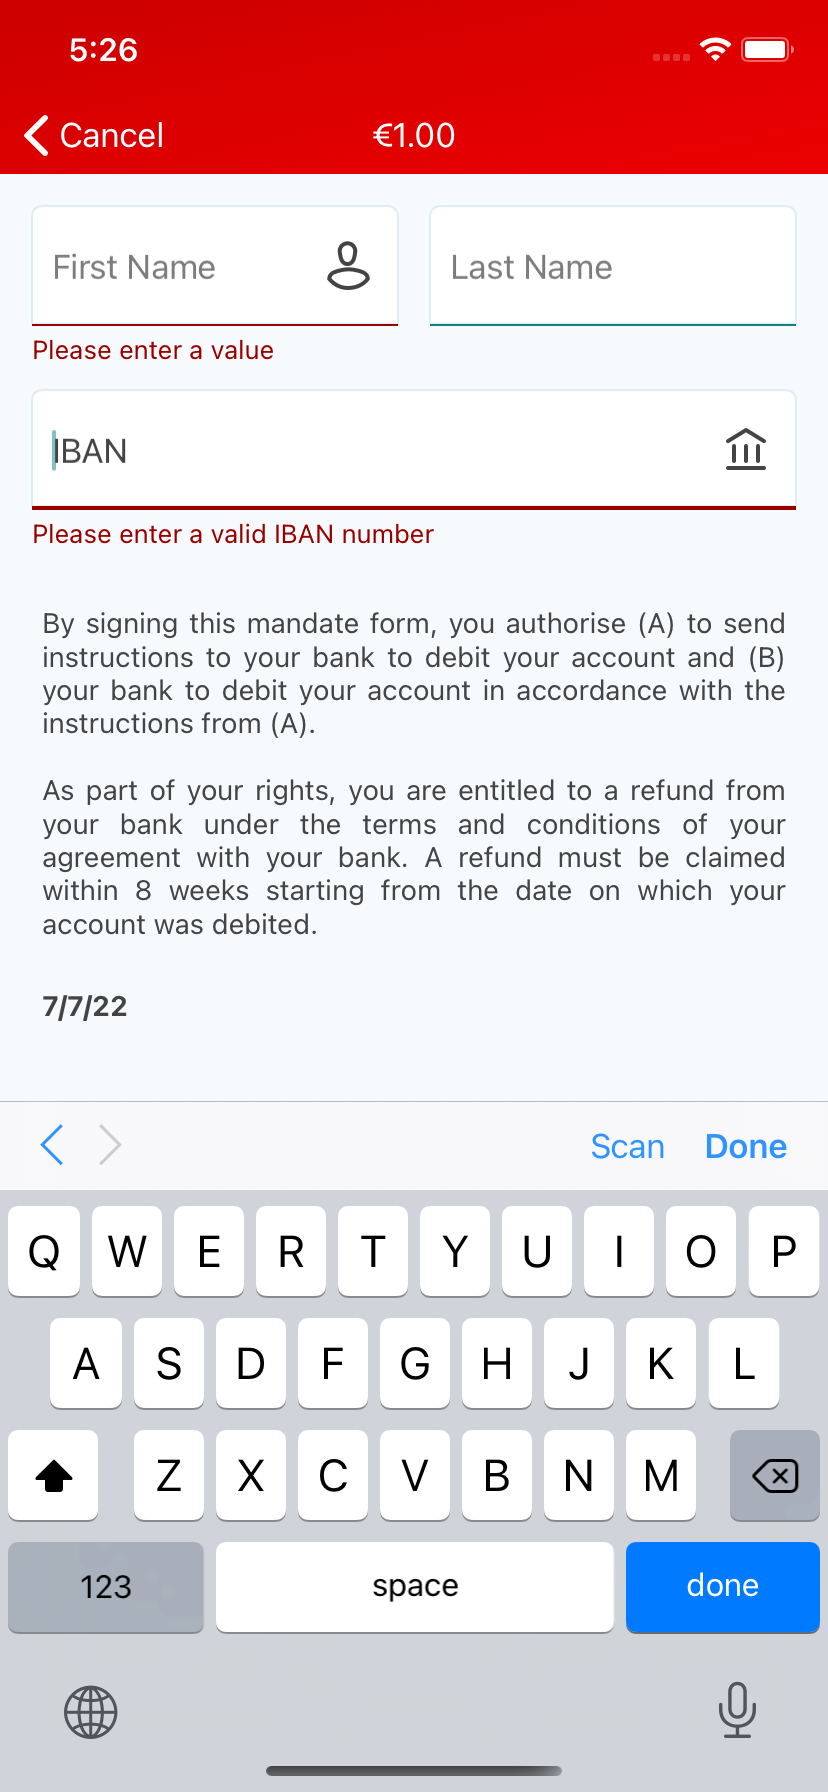 5:26
Cancel
€1.00
First Name
Last Name
Please enter a value
IBAN
Please enter a valid IBAN number
By signing this mandate form, you authorise (A) to send
instructions to your bank to debit your account and (B)
your bank to debit your account in accordance with the
instructions from (A).
As part of your rights, you are entitled to a refund from
your bank under the terms and conditions of your
agreement with your bank. A refund must be claimed
within 8 weeks starting from the date on which your
account was debited.
7/7/22
Scan Done
Q W E R T Y U I O P
A S D F G H J K L
Z X C V B N M
123 space done